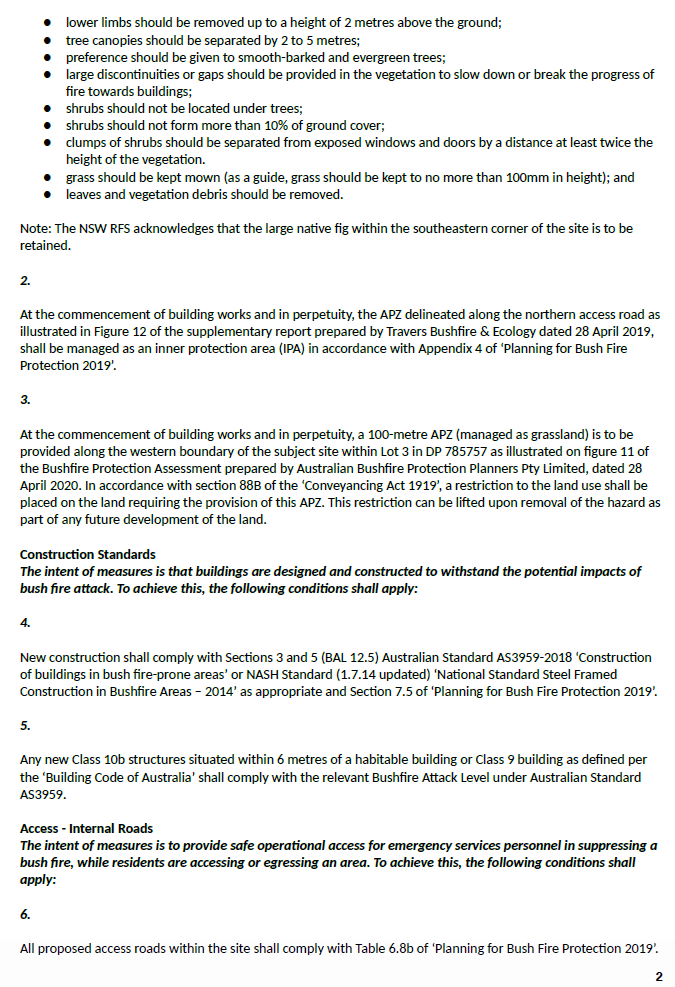 ● lower limbs should be removed up to a height of 2 metres above the ground;
● tree canopies should be separated by 2 to 5 metres;
● preference should be given to smooth-barked and evergreen trees;
● large discontinuities or gaps should be provided in the vegetation to slow down or break the progress of
fire towards buildings;
● shrubs should not be located under trees;
● shrubs should not form more than 10% of ground cover;
● clumps of shrubs should be separated from exposed windows and doors by a distance at least twice the
height of the vegetation.
● grass should be kept mown (as a guide, grass should be kept to no more than 100mm in height); and
● leaves and vegetation debris should be removed.
Note: The NSW RFS acknowledges that the large native fig within the southeastern corner of the site is to be
retained.
2.
At the commencement of building works and in perpetuity, the APZ delineated along the northern access road as
illustrated in Figure 12 of the supplementary report prepared by Travers Bushfire & Ecology dated 28 April 2019,
shall be managed as an inner protection area (IPA) in accordance with Appendix 4 of ‘Planning for Bush Fire
Protection 2019’.
3.
At the commencement of building works and in perpetuity, a 100-metre APZ (managed as grassland) is to be
provided along the western boundary of the subject site within Lot 3 in DP 785757 as illustrated on figure 11 of
the Bushfire Protection Assessment prepared by Australian Bushfire Protection Planners Pty Limited, dated 28
April 2020. In accordance with section 88B of the ‘Conveyancing Act 1919’, a restriction to the land use shall be
placed on the land requiring the provision of this APZ. This restriction can be lifted upon removal of the hazard as
part of any future development of the land.
Construction Standards
The intent of measures is that buildings are designed and constructed to withstand the potential impacts of
bush fire attack. To achieve this, the following conditions shall apply:
4.
New construction shall comply with Sections 3 and 5 (BAL 12.5) Australian Standard AS3959-2018 ‘Construction
of buildings in bush fire-prone areas’ or NASH Standard (1.7.14 updated) ‘National Standard Steel Framed
Construction in Bushfire Areas – 2014’ as appropriate and Section 7.5 of ‘Planning for Bush Fire Protection 2019’.
5.
Any new Class 10b structures situated within 6 metres of a habitable building or Class 9 building as defined per
the ‘Building Code of Australia’ shall comply with the relevant Bushfire Attack Level under Australian Standard
AS3959.
Access - Internal Roads
The intent of measures is to provide safe operational access for emergency services personnel in suppressing a
bush fire, while residents are accessing or egressing an area. To achieve this, the following conditions shall
apply:
6.
All proposed access roads within the site shall comply with Table 6.8b of ‘Planning for Bush Fire Protection 2019’.
2